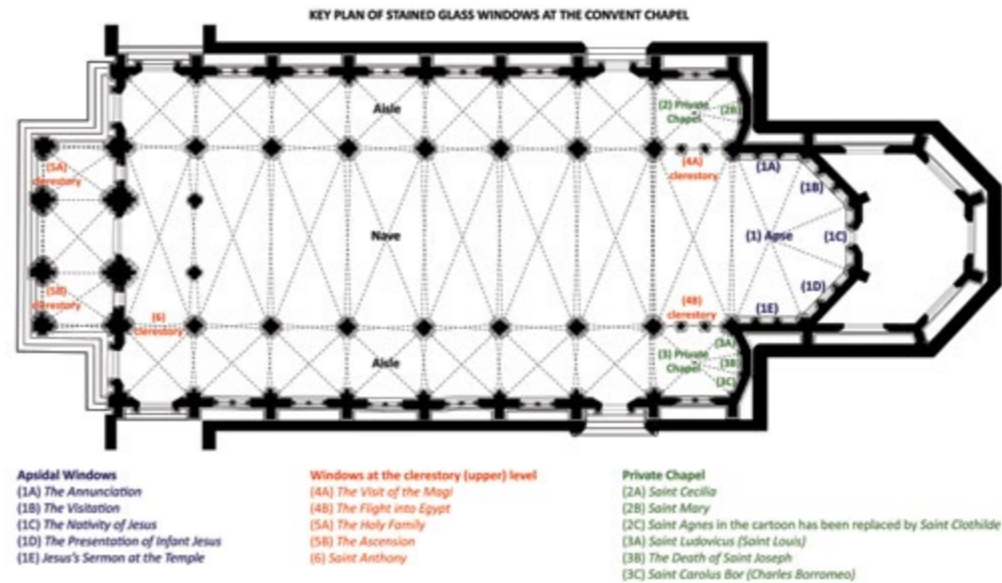 KEY PLAN OF STAINED GLASS WINDOWS AT THE CONVENT CHAPEL
Aisle
(2) Private
Chapel
(2B)
(5A)
clerestory
(4A)
clerestory
(1A)
(1B)
Nave
(1) Apse
(1C)
(5B)
clerestory
(6)
clerestory
(4B)
clerestory
(1D)
(1E)
Aisle
(3) Private
Chapel
(3A)
(3B)
(3C)
Apsidal Windows
(1A) The Annunciation
(1B) The Visitation
(1C) The Nativity of Jesus
(1D) The Presentation of Infant Jesus
(1E) Jesus's Sermon at the Temple
Windows at the clerestory (upper) level
(4A) The Visit of the Magi
(4B) The Flight into Egypt
(5A) The Holy Family
(5B) The Ascension
(6) Saint Anthony
Private Chapel
(2A) Saint Cecilia
(2B) Saint Mary
(2C) Saint Agnes in the cartoon has been replaced by Saint Clothilde
(3A) Saint Ludovicus (Saint Louis)
(3B) The Death of Saint Joseph
(3C) Saint Carolus Bor (Charles Borromeo)